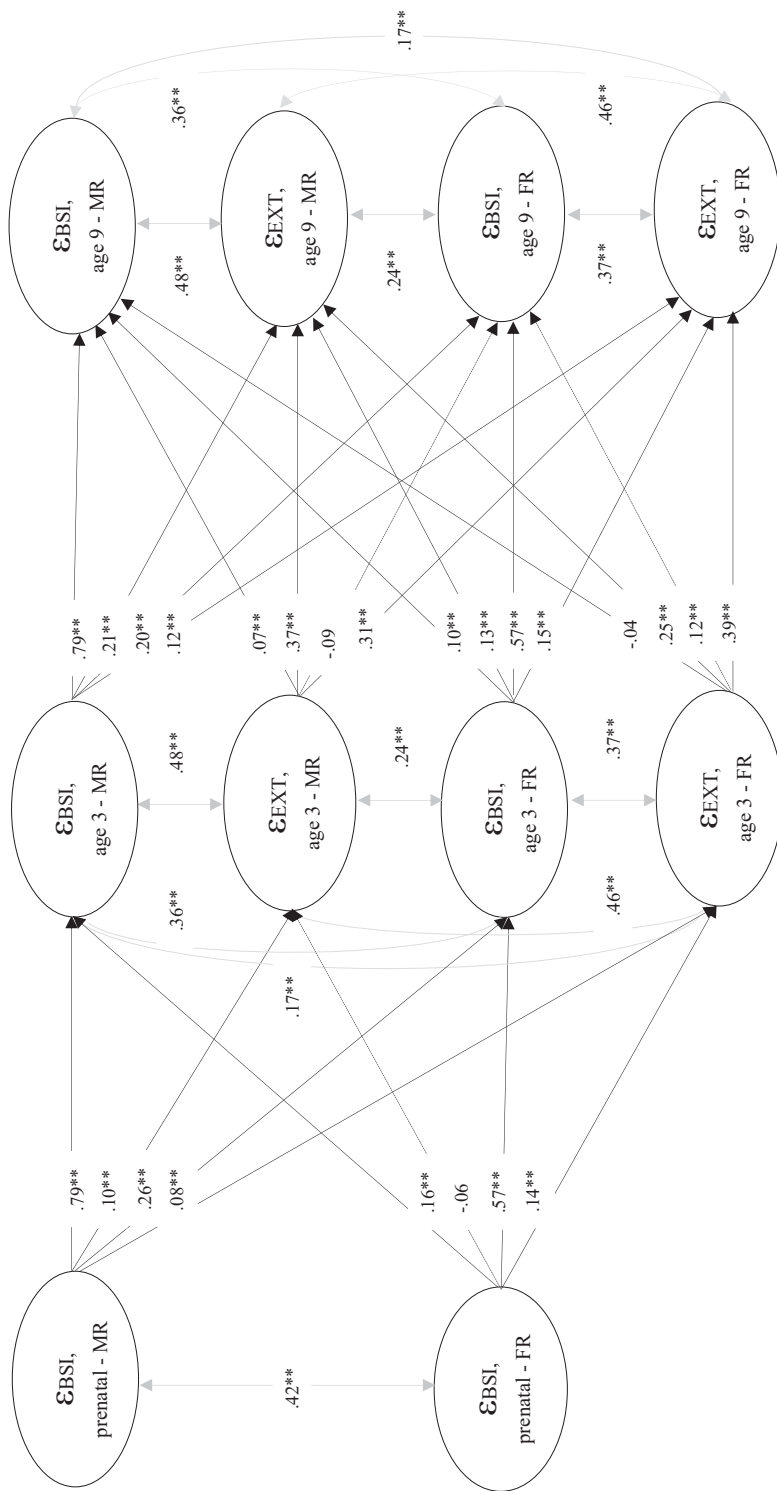 εBSI,
prenatal - MR
.42**
εBSI,
prenatal - FR
.79**
.10**
.26**
.08**
.16**
-.06
.57**
.14**
.36**
.17**
.46**
εBSI,
age 3 - MR
.48**
εEXT,
age 3 - MR
.24**
εBSI,
age 3 - FR
.37**
εEXT,
age 3 - FR
.79**
.21**
.20**
.12**
.07**
.37**
-.09
.31**
.10**
.13**
.57**
.15**
-.04
.25**
.12**
.39**
εBSI,
age 9 - MR
.48**
εEXT,
age 9 - MR
.24**
εBSI,
age 9 - FR
.37**
εEXT,
age 9 - FR
.36**
.46**
.17**